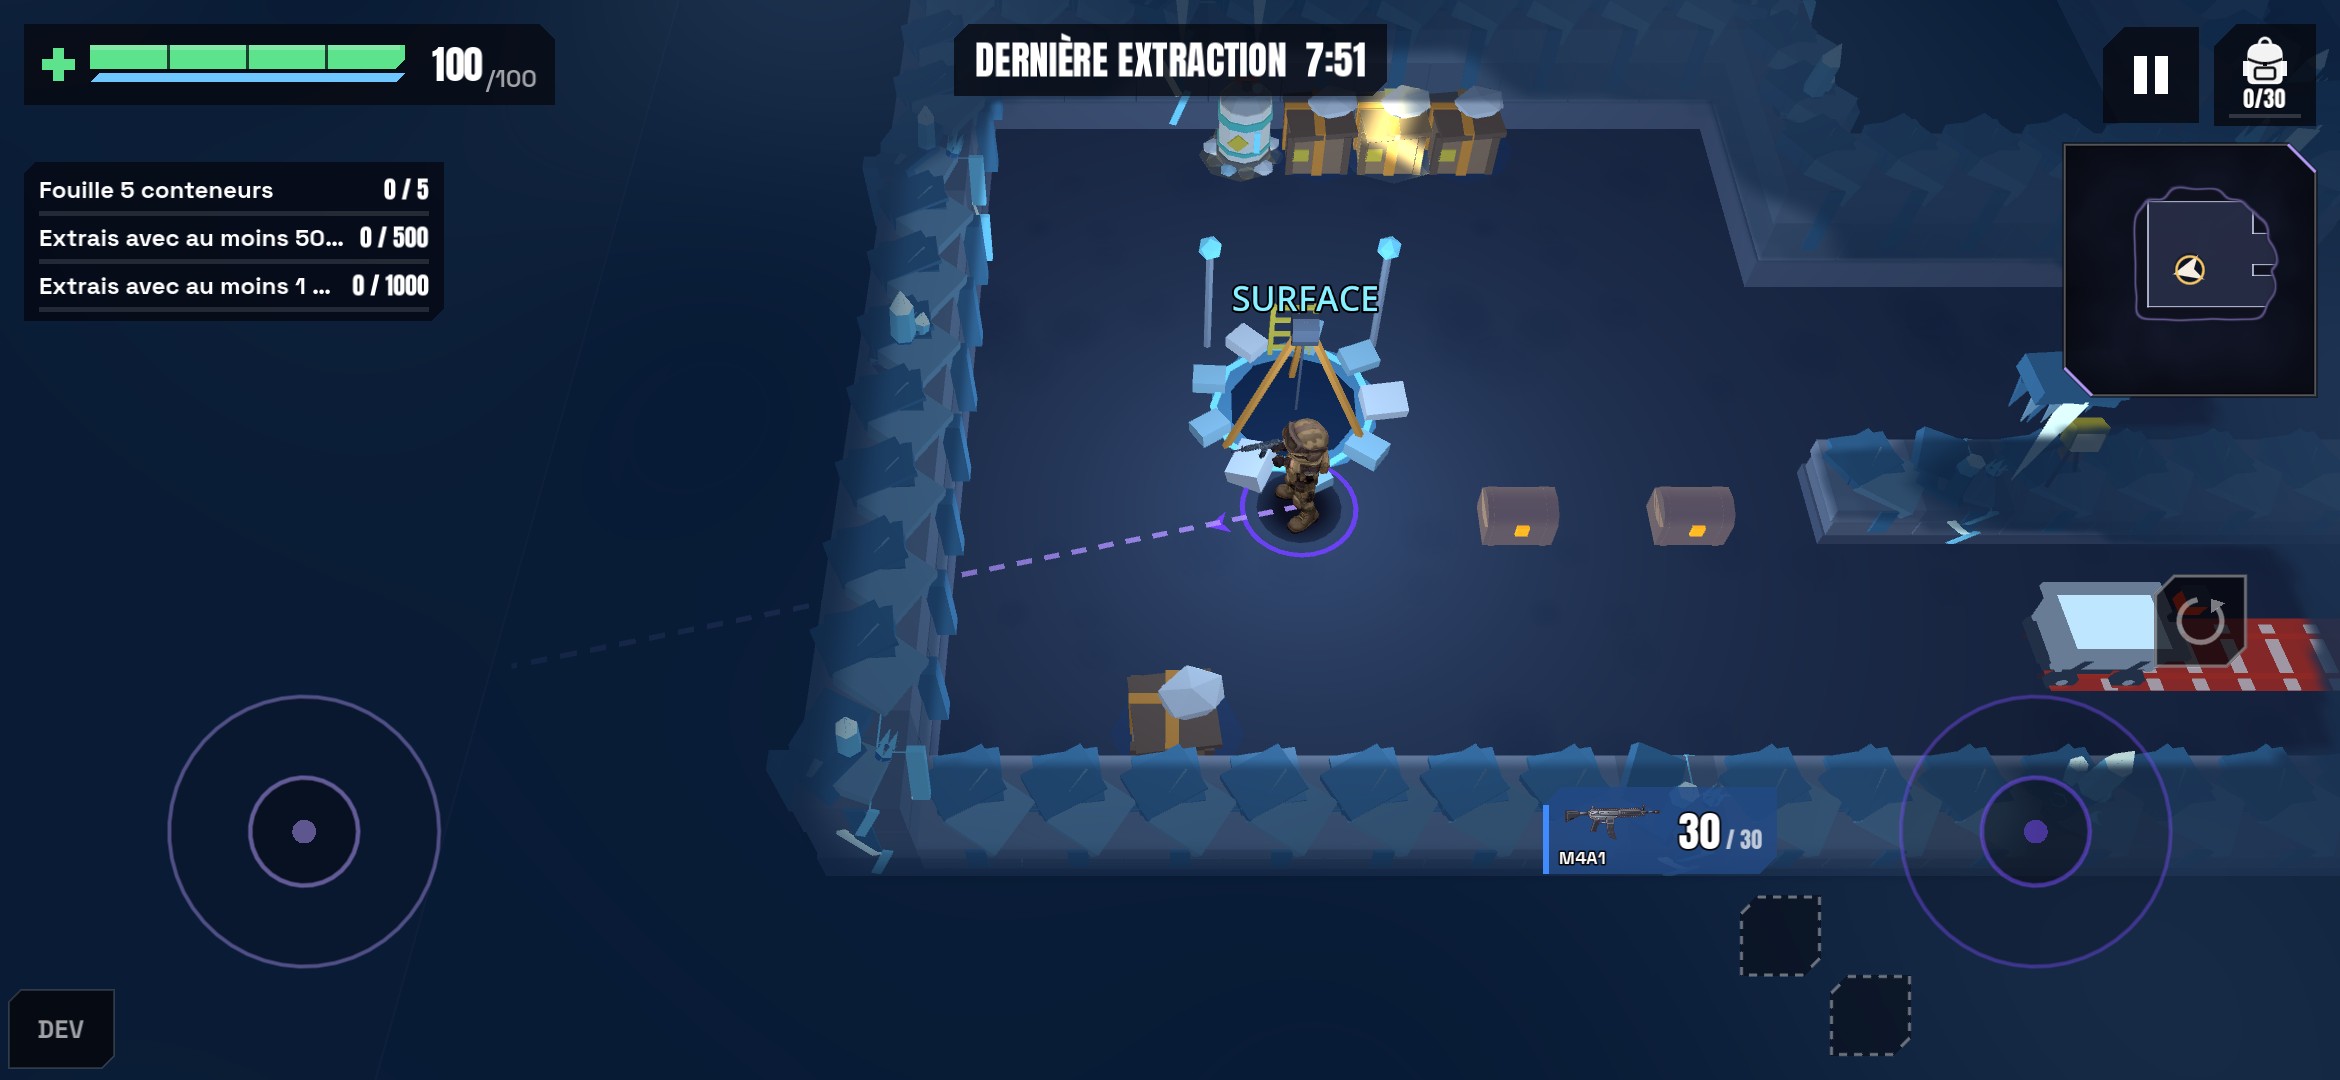 100/100
DERNIÈRE EXTRACTION 7:51
0/30
Fouille 5 conteneurs 0 / 5
Extrais avec au moins 50... 0 / 500
Extrais avec au moins 1 ... 0 / 1000
SURFACE
30 / 30
M4A1
DEV